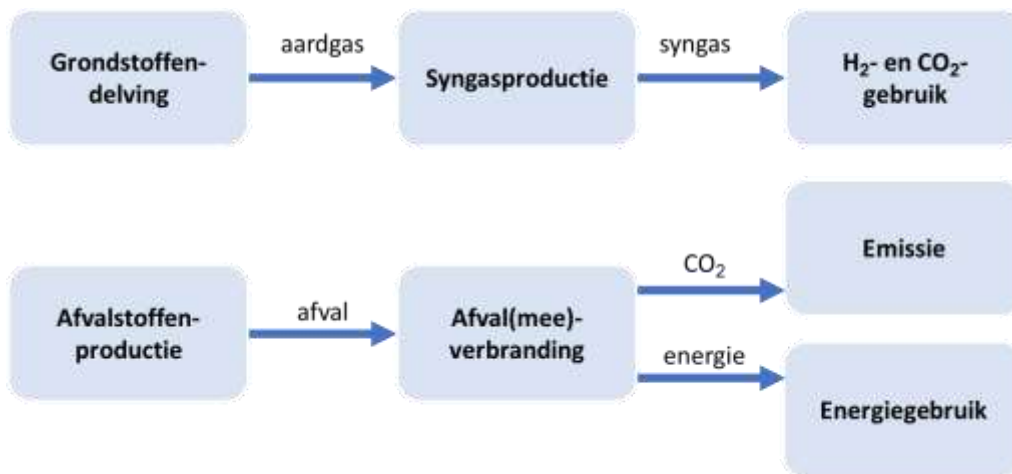 Grondstoffen-
delving
aardgas
Syngasproductie
syngas
H₂- en CO₂-
gebruik
Afvalstoffen-
productie
afval
Afval(mee)-
verbranding
CO₂
Emissie
energie
Energiegebruik